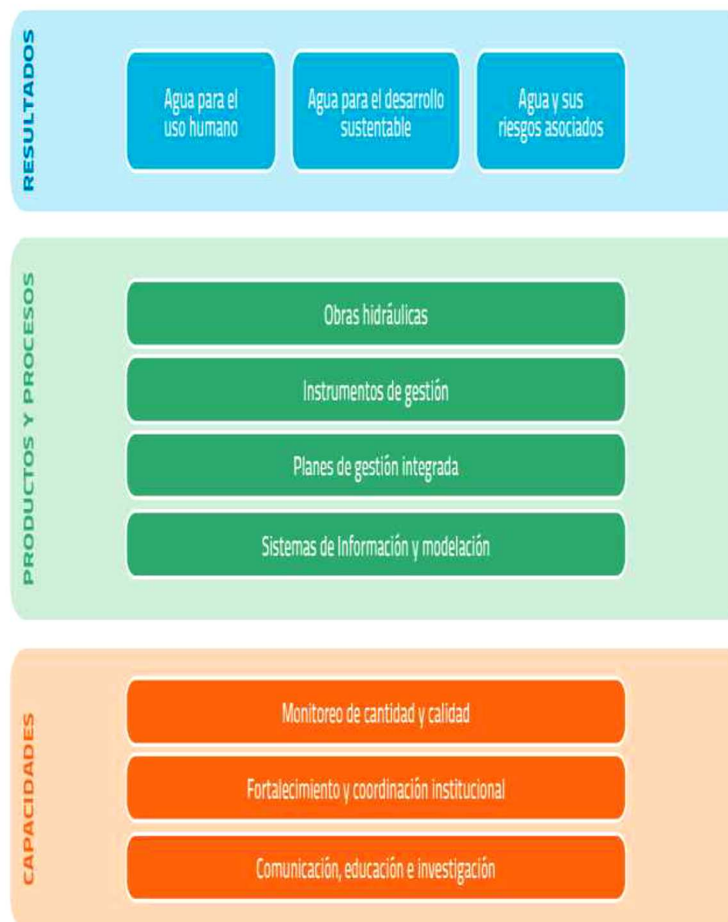 RESULTADOS
Agua para el
uso humano
Agua para el desarrollo
sustentable
Agua y sus
riesgos asociados
PRODUCTOS Y PROCESOS
Obras hidráulicas
Instrumentos de gestión
Planes de gestión integrada
Sistemas de Información y modelación
CAPACIDADES
Monitoreo de cantidad y calidad
Fortalecimiento y coordinación institucional
Comunicación, educación e investigación